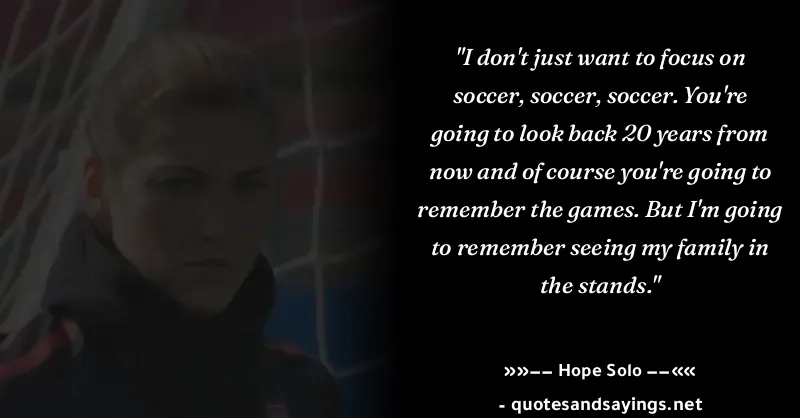 "I don't just want to focus on
soccer, soccer, soccer. You're
going to look back 20 years from
now and of course you're going to
remember the games. But I'm going
to remember seeing my family in
the stands."
»»−− Hope Solo −−««
- quotesandsayings.net